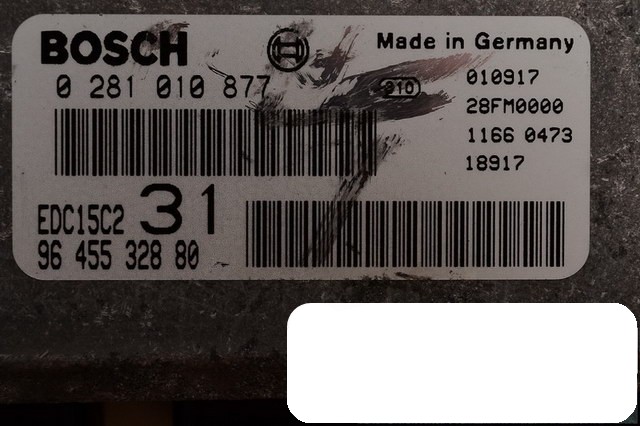 BOSCH
Made in Germany
0 281 010 877
210
010917
28FM0000
1166 0473
18917
EDC15C2 31
96 455 328 80